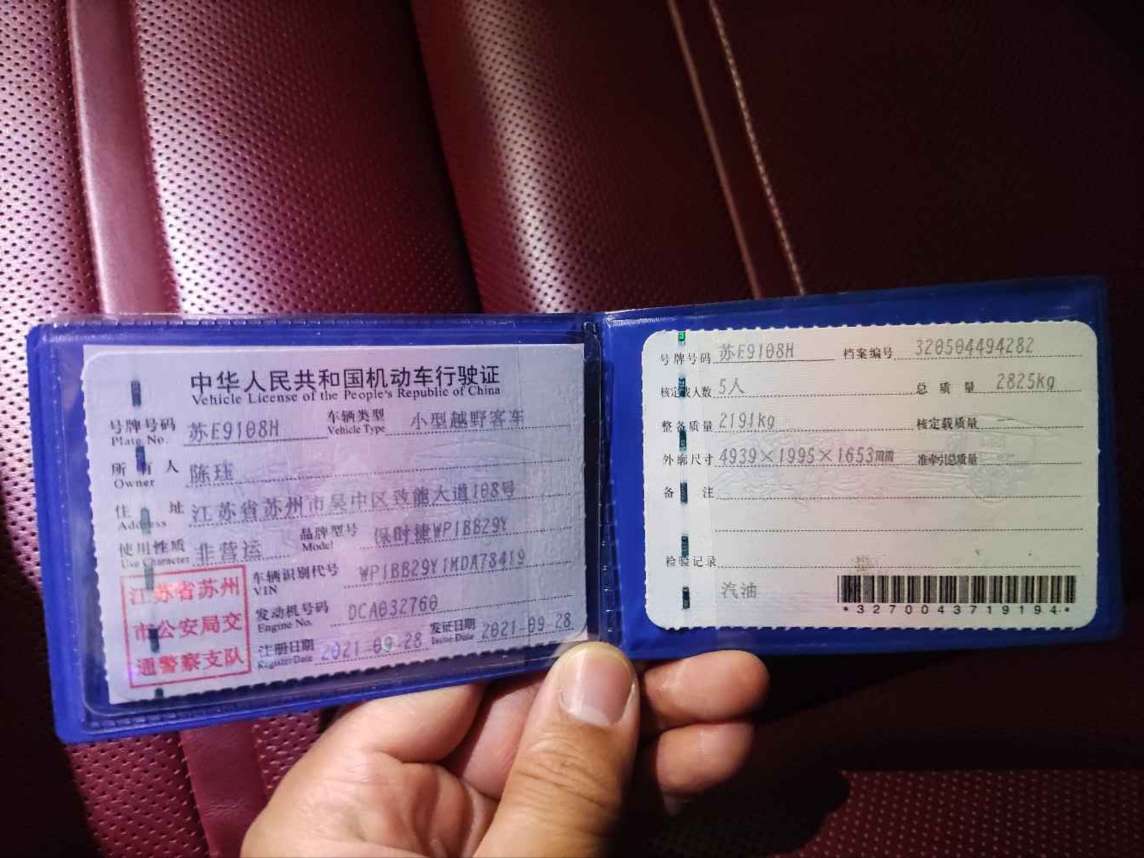 中华人民共和国机动车行驶证
Vehicle License of the People's Republic of China
号牌号码 苏E9108H 车辆类型 小型越野客车
Plate No. Vehicle Type
所有人 陈珏
Owner
住址 江苏省苏州市吴中区致能大道108号
Address
使用性质 非营运 品牌型号 保时捷WP1BB29Y
Use Character Model
江苏省苏州
市公安局交
通警察支队
车辆识别代号 WP1BB29Y1MDA78419
VIN
发动机号码 DCA032760
Engine No.
注册日期 2021-09-28 发证日期 2021-09-28
Register Date Issue Date
号牌号码 苏E9108H 档案编号 320504494282
核定载人数 5人 总质量 2825kg
整备质量 2191kg 核定载质量
外廓尺寸 4939×1995×1653mm 准牵引总质量
备注
检验记录
汽油
*3270043719194*